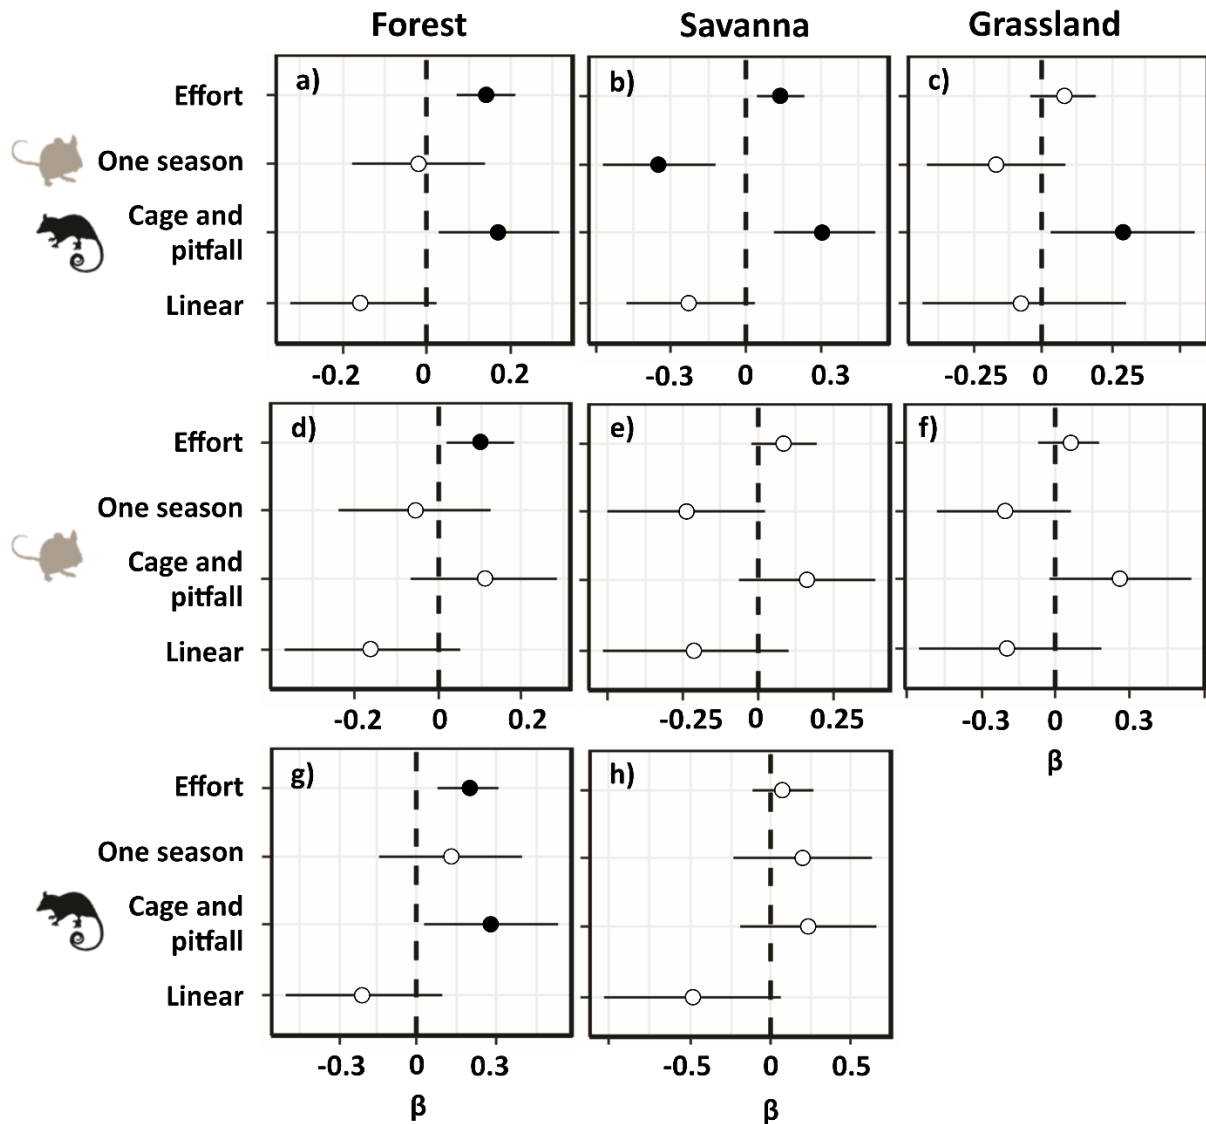 Forest Savanna Grassland
a) b) c)
Effort
One season
Cage and
pitfall
Linear
-0.2 0 0.2 -0.3 0 0.3 -0.25 0 0.25
d) e) f)
Effort
One season
Cage and
pitfall
Linear
-0.2 0 0.2 -0.25 0 0.25 -0.3 0 0.3
β
g) h)
Effort
One season
Cage and
pitfall
Linear
-0.3 0 0.3 -0.5 0 0.5
β β